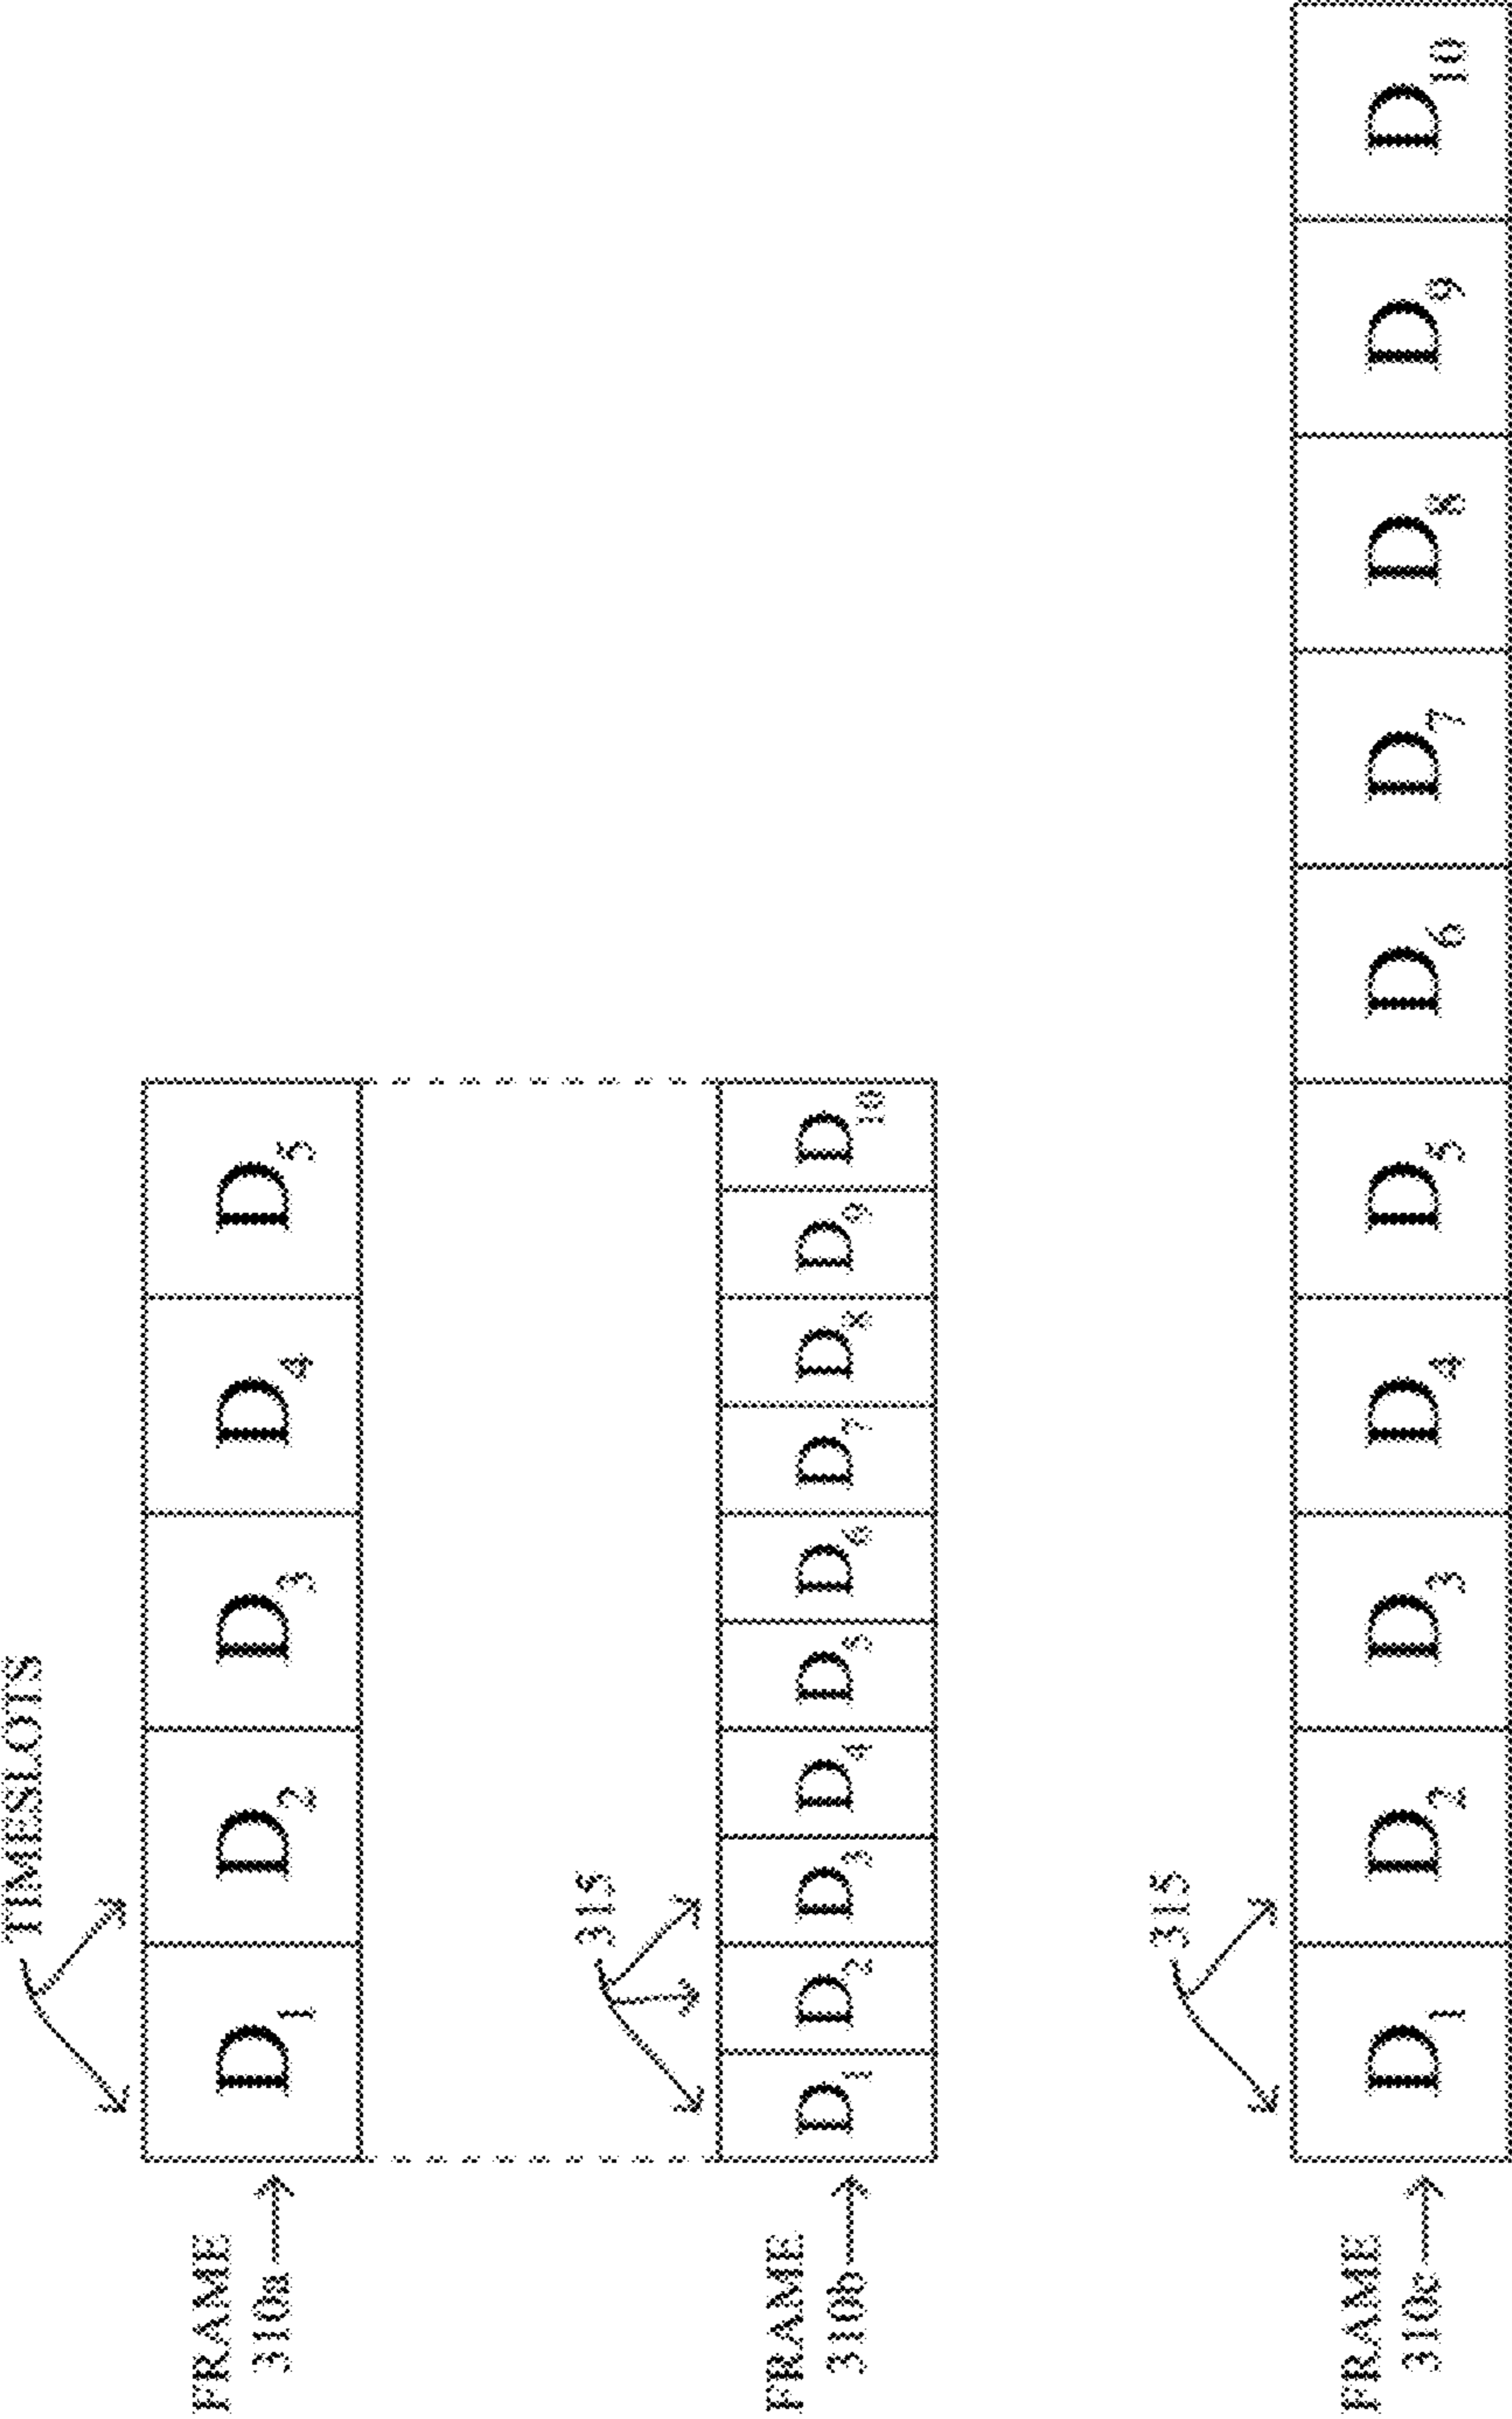 TIMESLOTS
FRAME
310a
D1 D2 D3 D4 D5
315
FRAME
310b
D1 D2 D3 D4 D5 D6 D7 D8 D9 D10
315
FRAME
310c
D1 D2 D3 D4 D5 D6 D7 D8 D9 D10